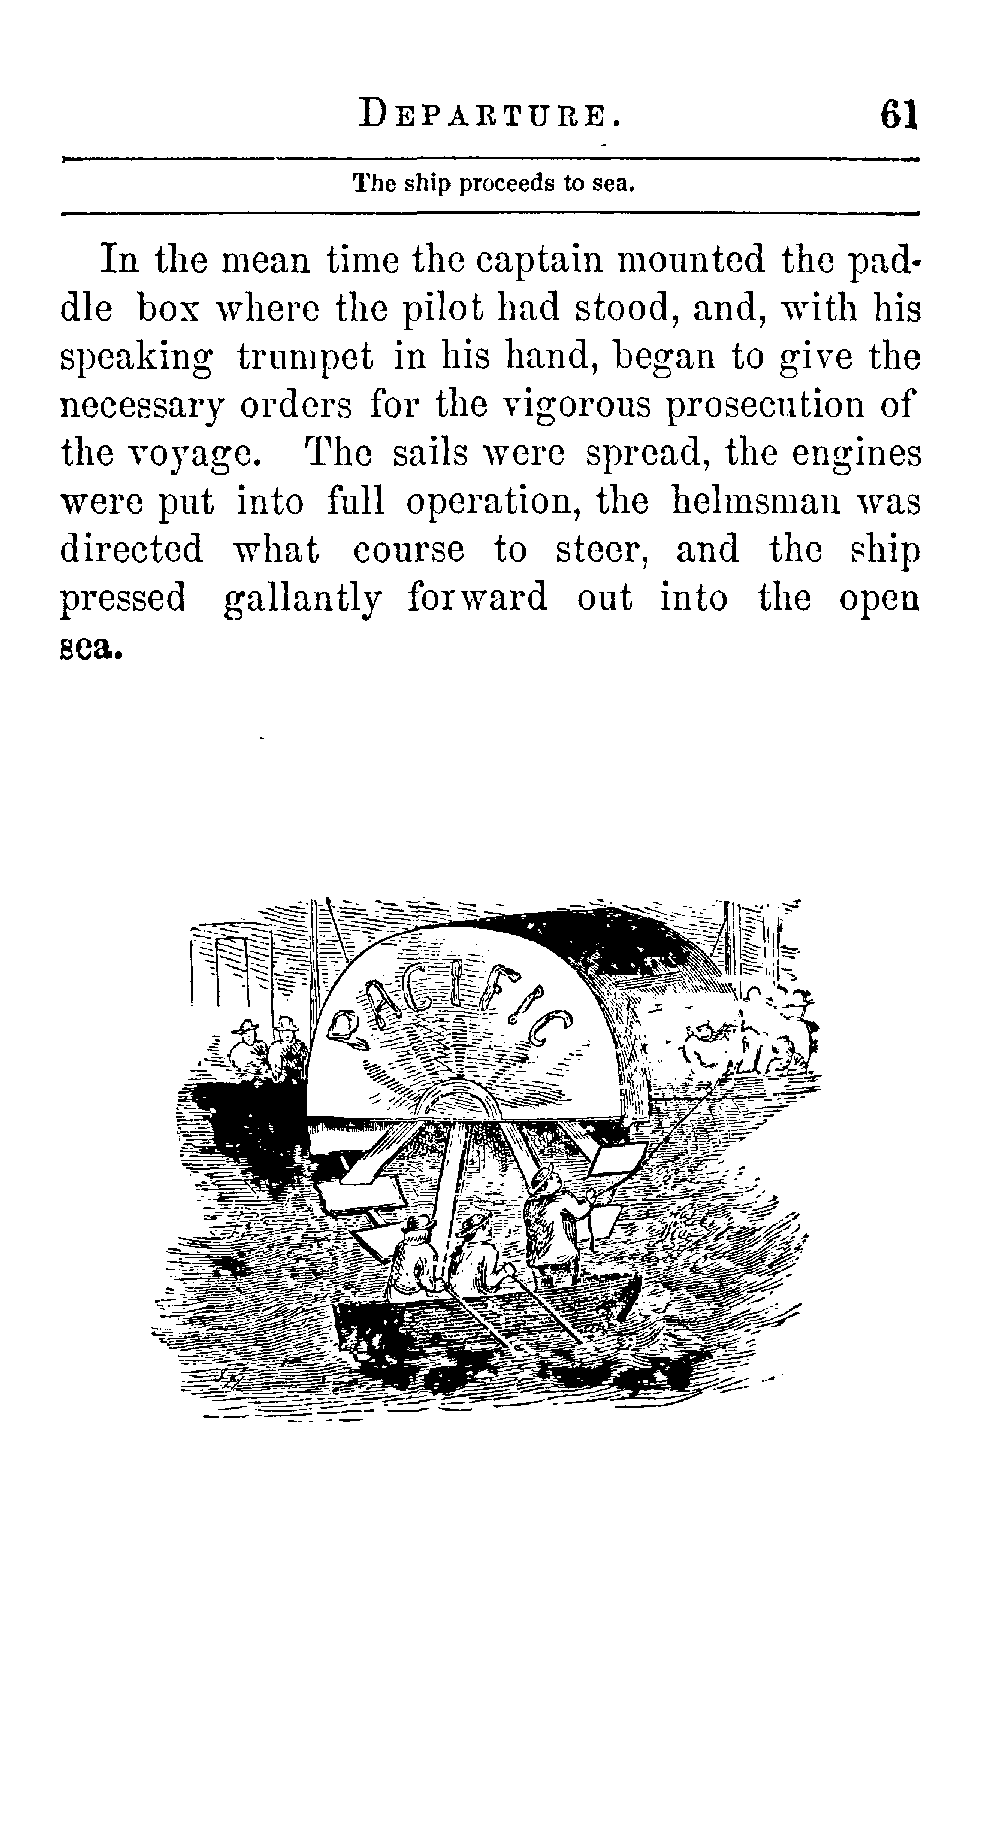 DEPARTURE. 61
The ship proceeds to sea.
In the mean time the captain mounted the pad-
dle box where the pilot had stood, and, with his
speaking trumpet in his hand, began to give the
necessary orders for the vigorous prosecution of
the voyage. The sails were spread, the engines
were put into full operation, the helmsman was
directed what course to steer, and the ship
pressed gallantly forward out into the open
sea.
PACIFIC